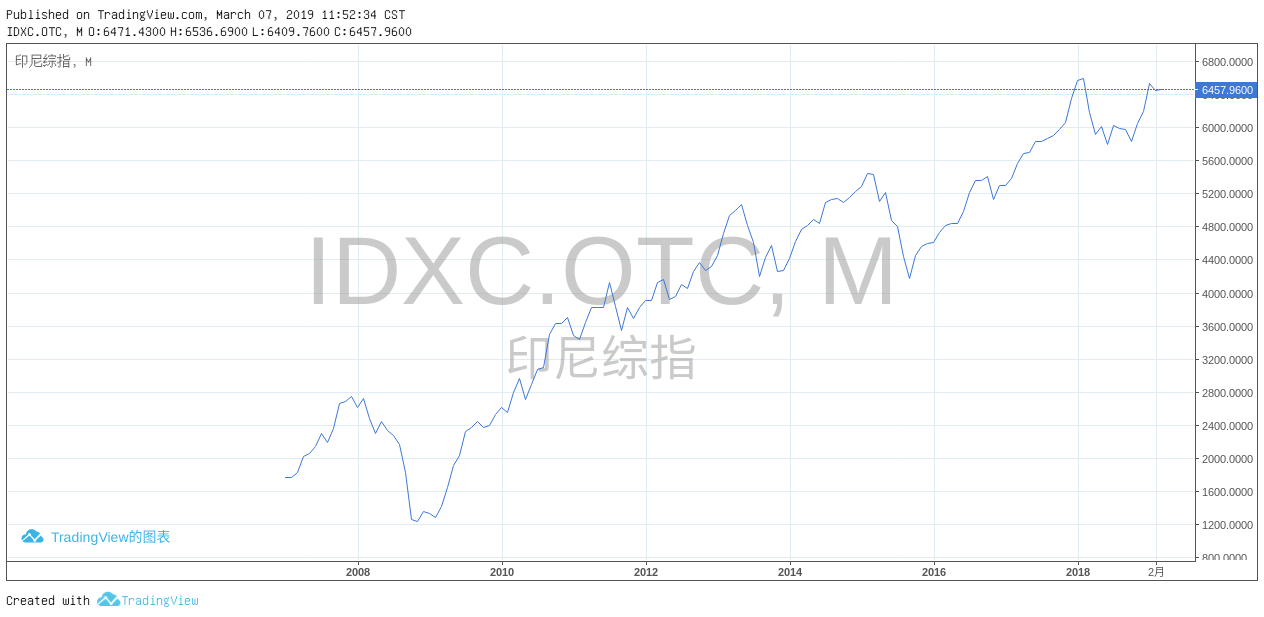 Published on TradingView.com, March 07, 2019 11:52:34 CST
IDXC.OTC, M O:6471.4300 H:6536.6900 L:6409.7600 C:6457.9600
印尼综指, M
6800.0000
6457.9600
6000.0000
5600.0000
5200.0000
4800.0000
4400.0000
4000.0000
3600.0000
3200.0000
2800.0000
2400.0000
2000.0000
1600.0000
1200.0000
800.0000
IDXC.OTC, M
印尼综指
TradingView的图表
2008 2010 2012 2014 2016 2018 2月
Created with TradingView